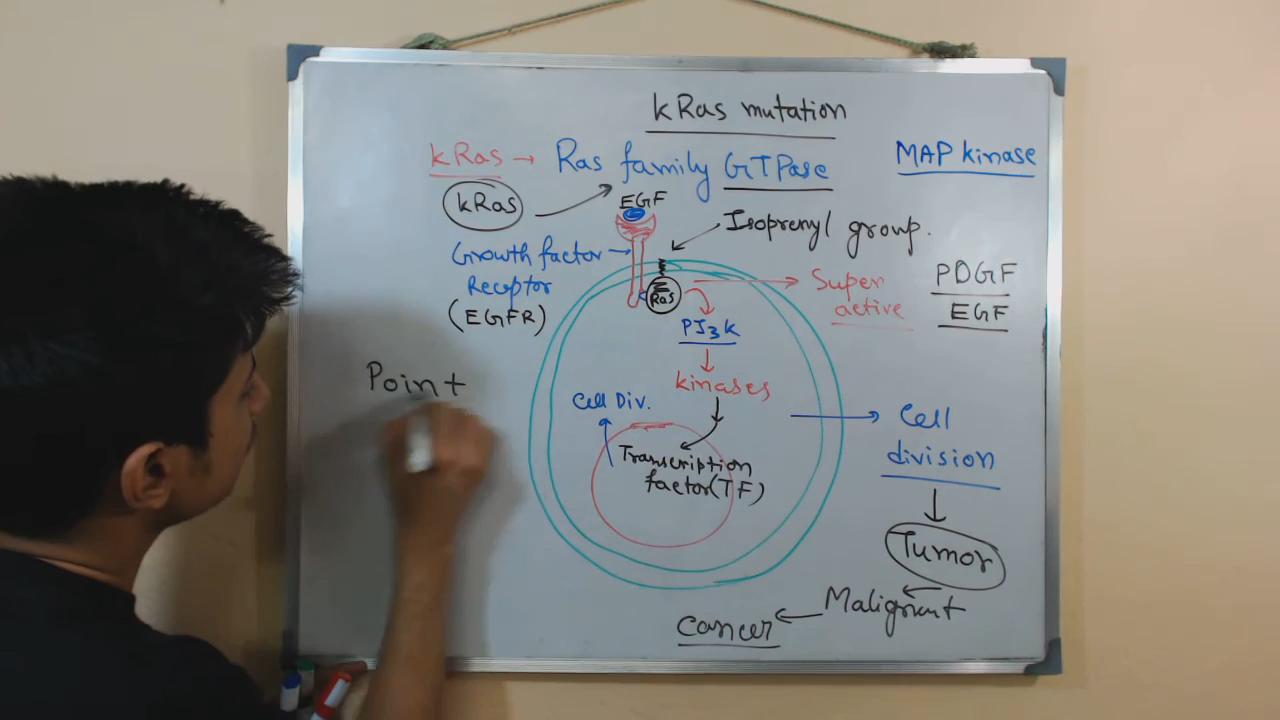 kRas mutation
kRas → Ras family GTPase
MAP kinase
kRas
EGF
Isoprenyl group.
Growth factor
Receptor
(EGFR)
Ras
Super
active
PDGF
EGF
PI3K
kinases
Point
Cell Div.
Transcription
factor(TF)
Cell
division
Tumor
Malignant
Cancer